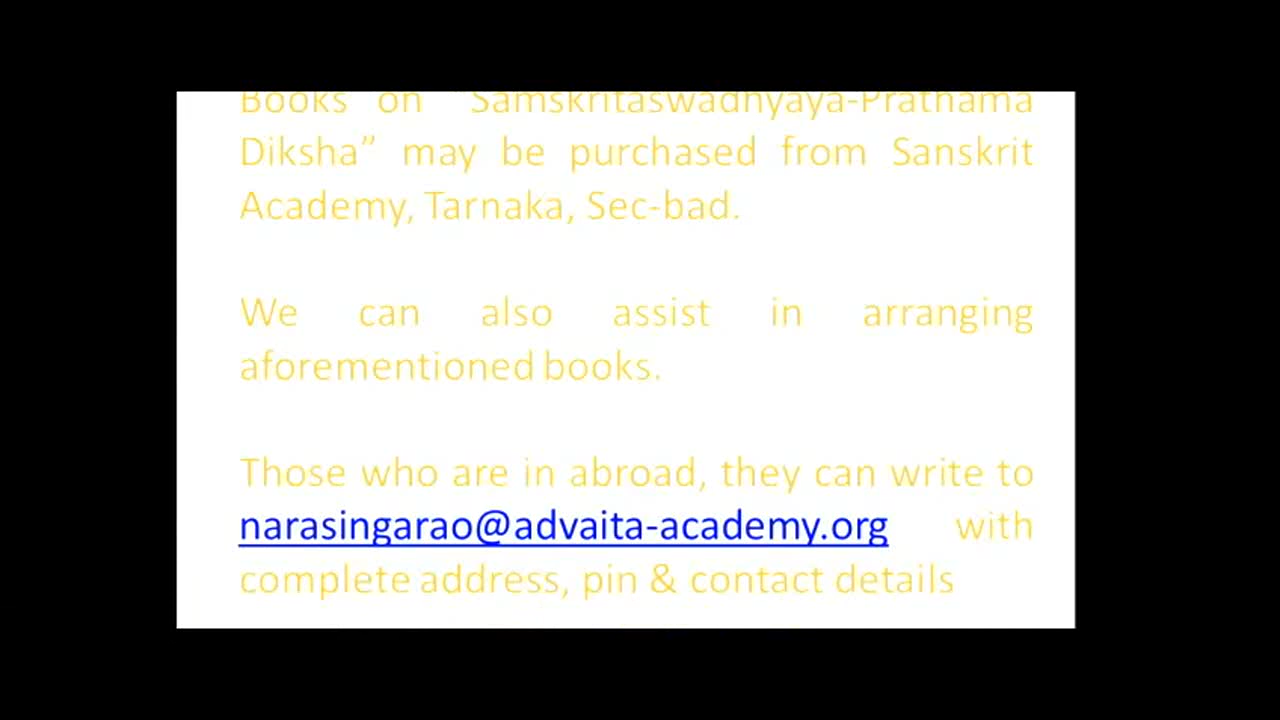 Books on "Samskritaswadhyaya-Prathama
Diksha” may be purchased from Sanskrit
Academy, Tarnaka, Sec-bad.
We can also assist in arranging
aforementioned books.
Those who are in abroad, they can write to
narasingarao@advaita-academy.org with
complete address, pin & contact details